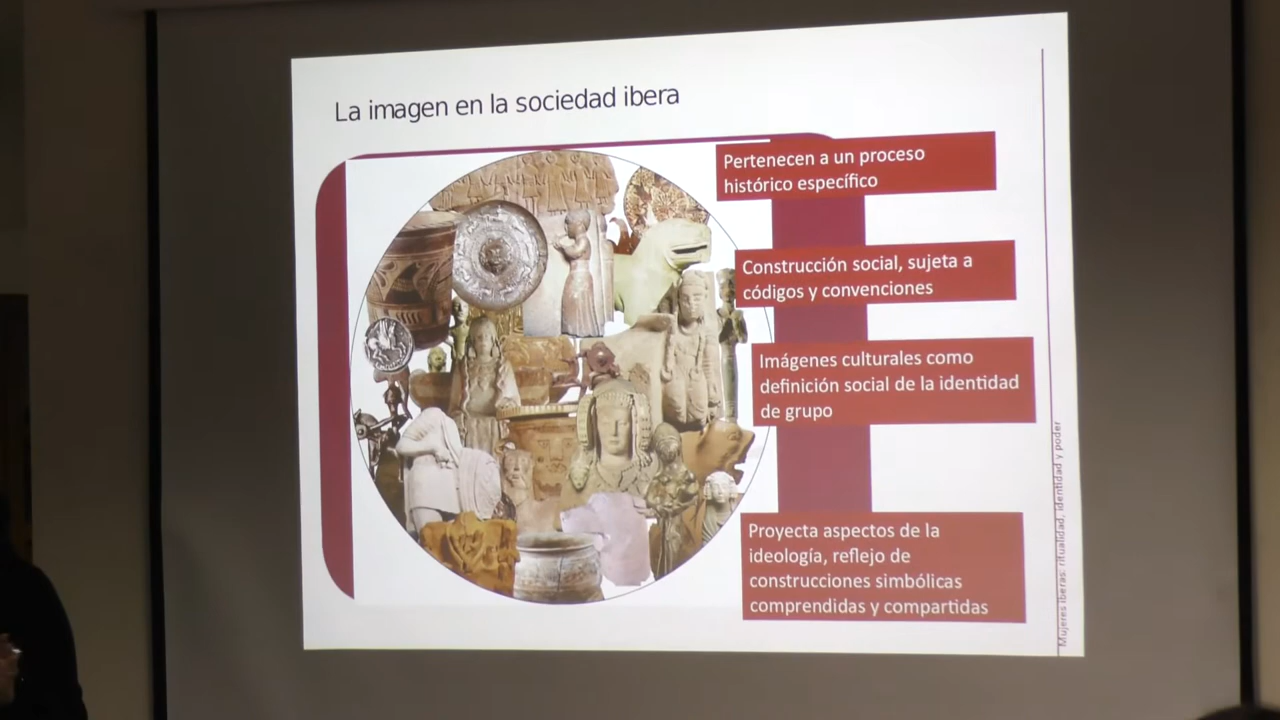 La imagen en la sociedad ibera
Pertenecen a un proceso
histórico específico
Construcción social, sujeta a
códigos y convenciones
Imágenes culturales como
definición social de la identidad
de grupo
Proyecta aspectos de la
ideología, reflejo de
construcciones simbólicas
comprendidas y compartidas
Mujeres iberas: ritualidad, identidad y poder